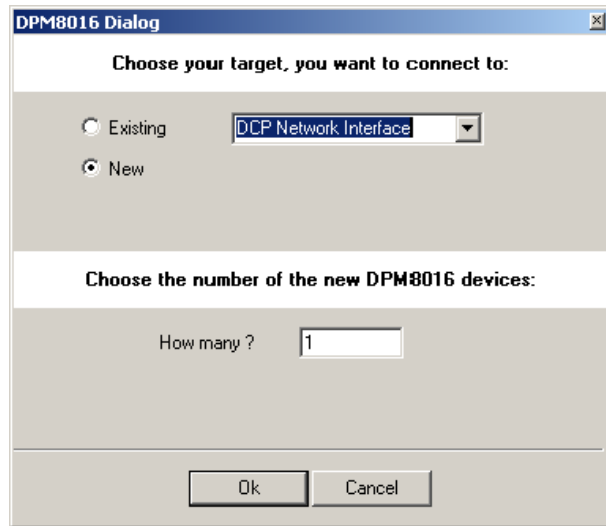 DPM8016 Dialog
Choose your target, you want to connect to:
Existing DCP Network Interface
New
Choose the number of the new DPM8016 devices:
How many ? 1
Ok Cancel